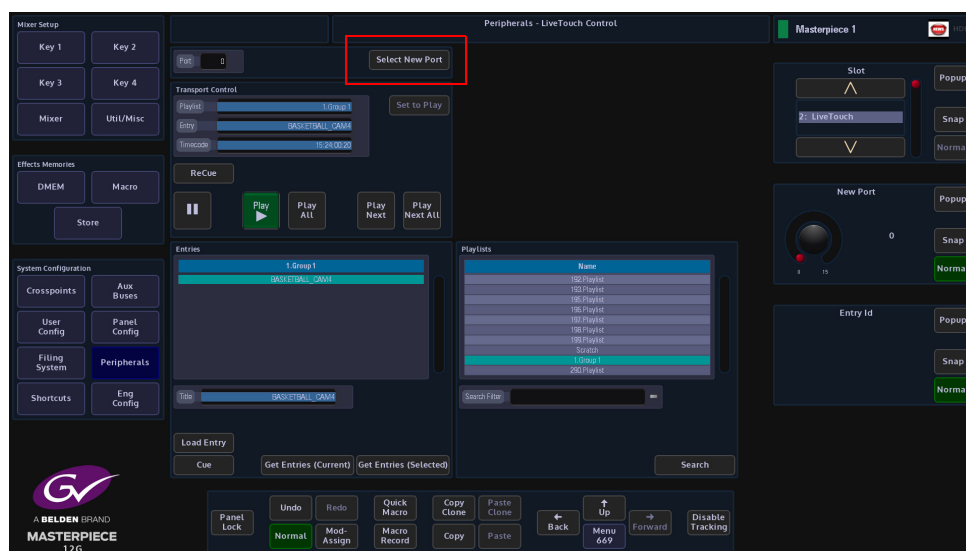 Mixer Setup
Key 1
Key 2
Key 3
Key 4
Mixer
Util/Misc
Effects Memories
DMEM
Macro
Store
System Configuration
Crosspoints
Aux
Buses
User
Config
Panel
Config
Filing
System
Peripherals
Shortcuts
Eng
Config
GV
A BELDEN BRAND
MASTERPIECE
12G
Peripherals - LiveTouch Control
Port
0
Select New Port
Transport Control
Playlist
1.Group 1
Set to Play
Entry
BASKETBALL_CAM4
Timecode
15:24:00:20
ReCue
Play
Play
All
Play
Next
Play
Next All
Entries
1.Group1
BASKETBALL_CAM4
Title
BASKETBALL_CAM4
Load Entry
Cue
Get Entries (Current)
Get Entries (Selected)
Playlists
Name
192.Playlist
193.Playlist
195.Playlist
196.Playlist
197.Playlist
198.Playlist
199.Playlist
Scratch
1.Group 1
290.Playlist
Search Filter
Search
Panel
Lock
Undo
Redo
Normal
Mod-
Assign
Quick
Macro
Macro
Record
Copy
Clone
Paste
Clone
Copy
Paste
Back
Up
Menu
669
Forward
Disable
Tracking
Masterpiece 1
NEWS
HD
Slot
2: LiveTouch
Popup
Snap
Norma
New Port
0
0
15
Popup
Snap
Norma
Entry Id
Popup
Snap
Norma